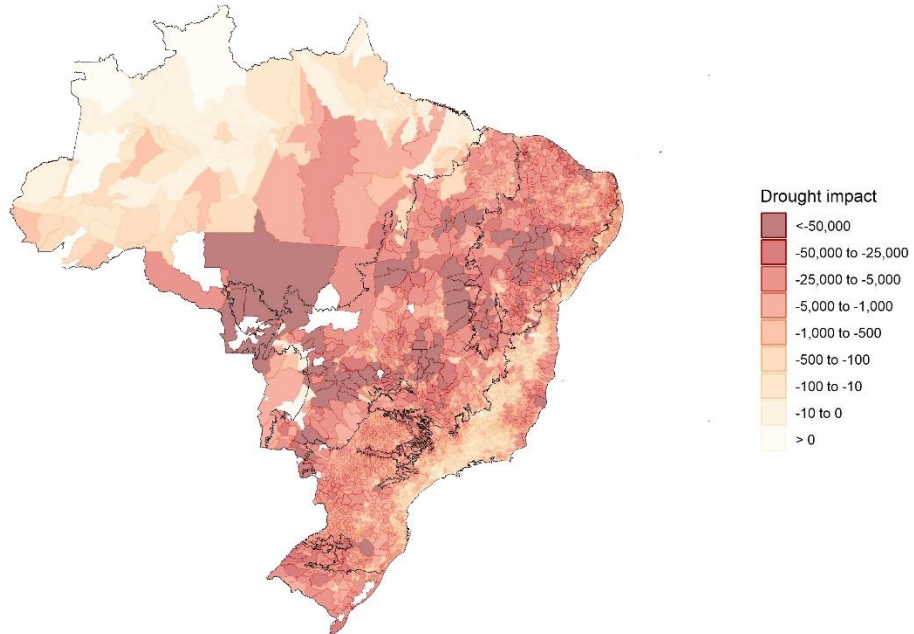 Drought impact
<-50,000
-50,000 to -25,000
-25,000 to -5,000
-5,000 to -1,000
-1,000 to -500
-500 to -100
-100 to -10
-10 to 0
> 0